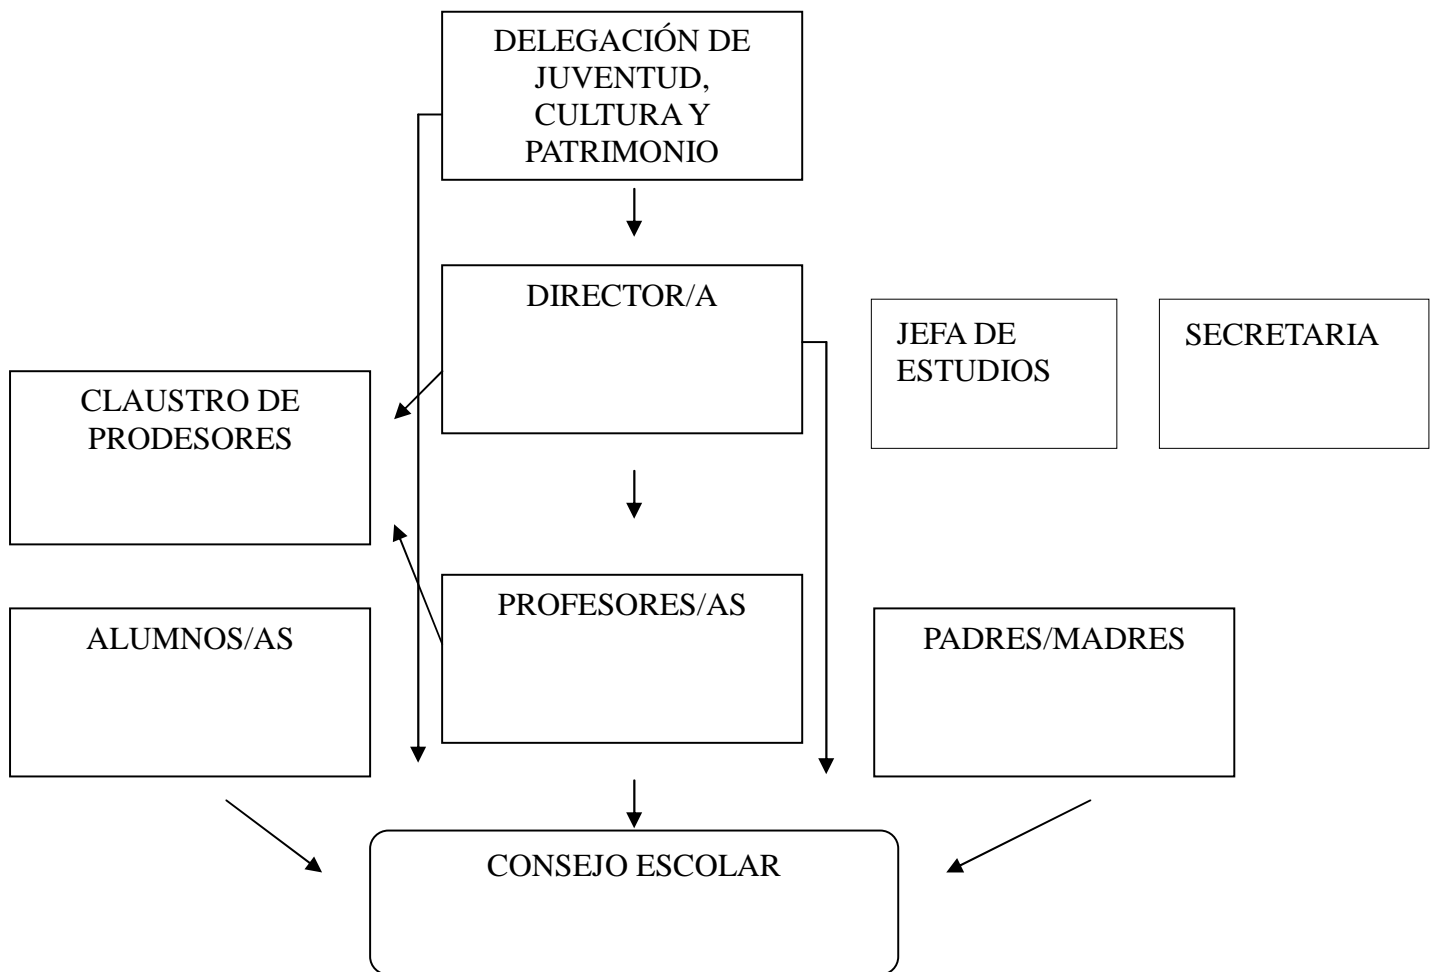 DELEGACIÓN DE
JUVENTUD,
CULTURA Y
PATRIMONIO
DIRECTOR/A
JEFA DE
ESTUDIOS
SECRETARIA
CLAUSTRO DE
PRODESORES
PROFESORES/AS
ALUMNOS/AS
PADRES/MADRES
CONSEJO ESCOLAR